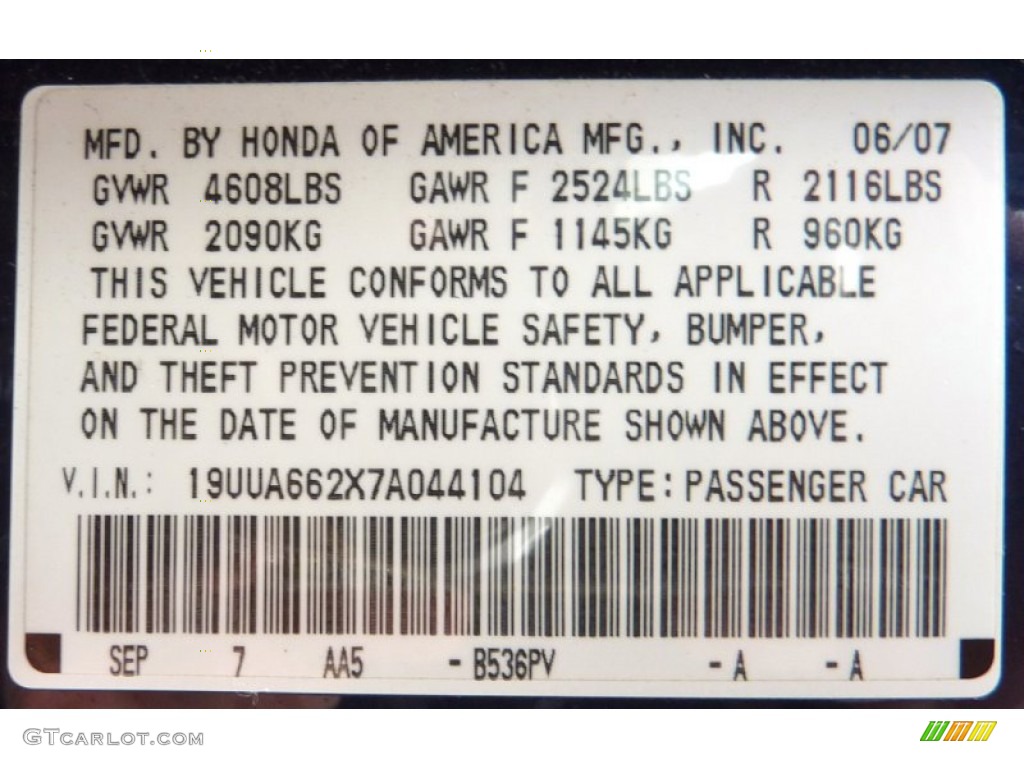 MFD. BY HONDA OF AMERICA MFG., INC. 06/07
GVWR 4608LBS GAWR F 2524LBS R 2116LBS
GVWR 2090KG GAWR F 1145KG R 960KG
THIS VEHICLE CONFORMS TO ALL APPLICABLE
FEDERAL MOTOR VEHICLE SAFETY, BUMPER,
AND THEFT PREVENTION STANDARDS IN EFFECT
ON THE DATE OF MANUFACTURE SHOWN ABOVE.
V.I.N.: 19UUA662X7A044104 TYPE:PASSENGER CAR
SEP 7 AA5 - B536PV - A - A
GTCARLOT.COM